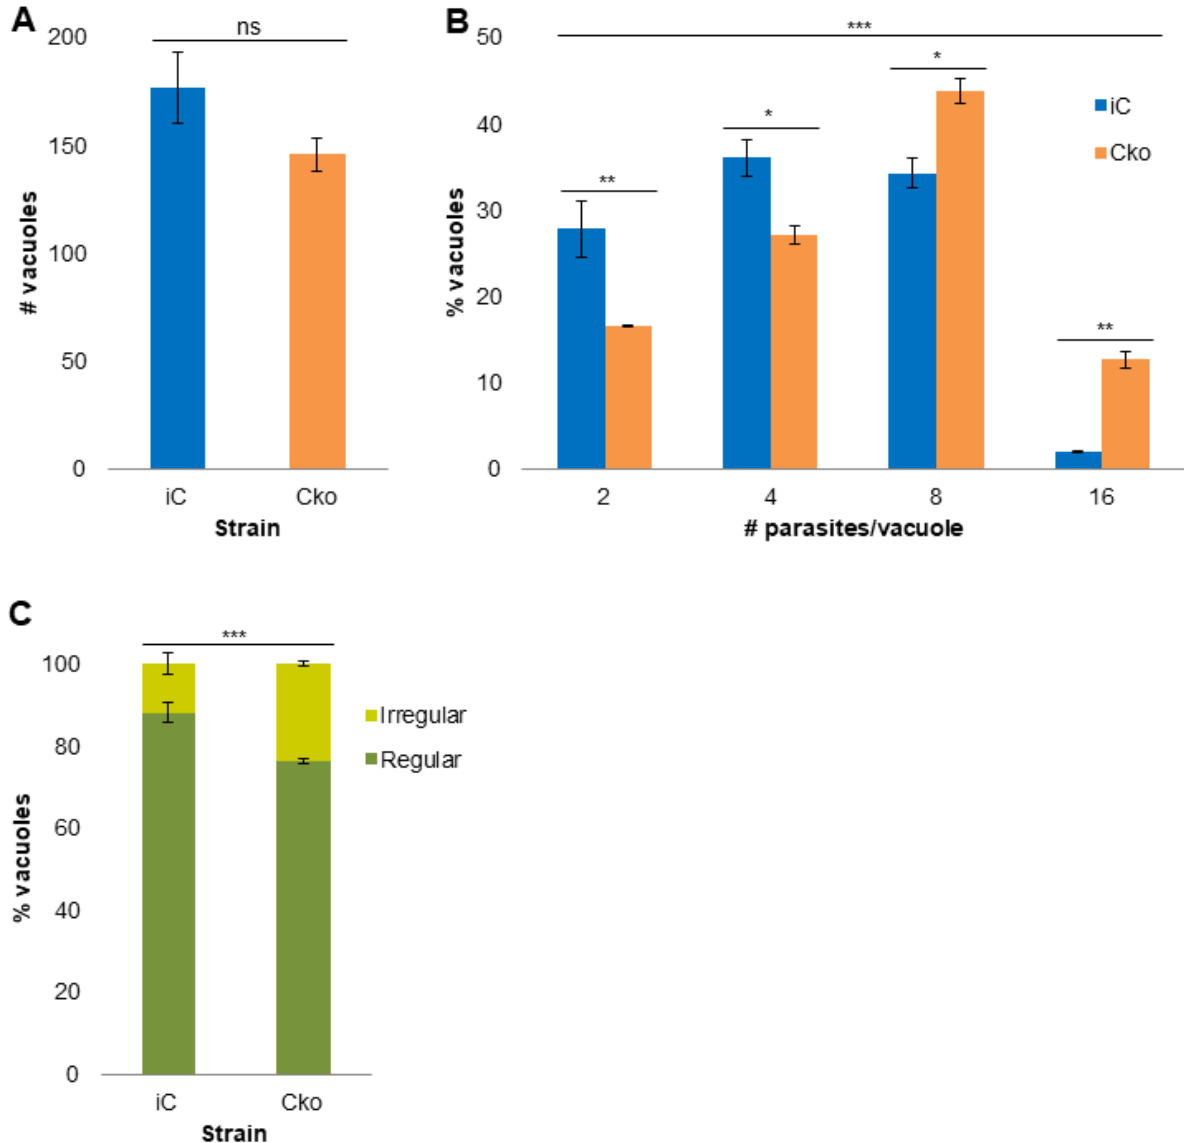 A
200
150
100
50
0
# vacuoles
ns
iC
Cko
Strain
B
50
40
30
20
10
0
% vacuoles
***
**
*
*
**
iC
Cko
2
4
8
16
# parasites/vacuole
C
100
80
60
40
20
0
% vacuoles
***
Irregular
Regular
iC
Cko
Strain